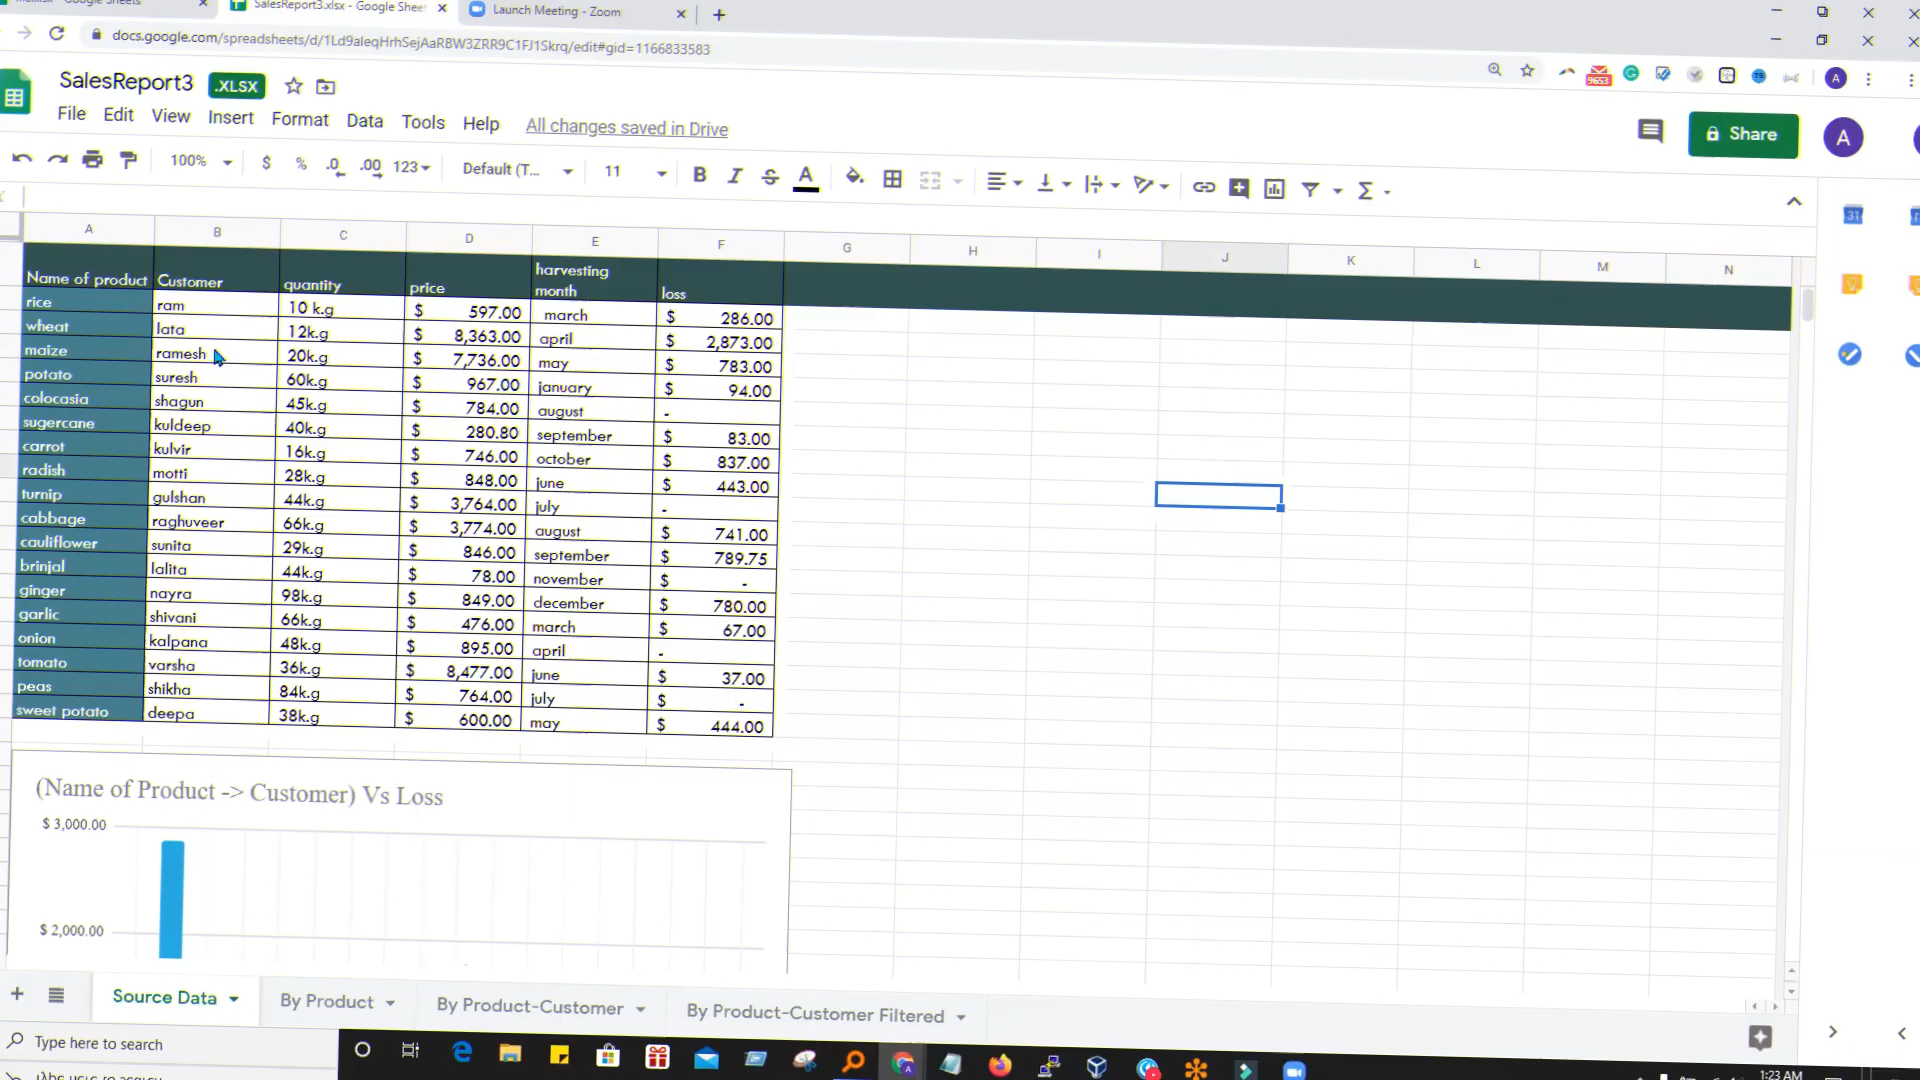 SalesReport3.xlsx - Google Shee
Launch Meeting - Zoom
docs.google.com/spreadsheets/d/1Ld9aleqHrhSejAaRBW3ZRR9C1FJ1Skrq/edit#gid=1166833583
SalesReport3 .XLSX
File Edit View Insert Format Data Tools Help All changes saved in Drive
Share A
100% $ % .0 .00 123 Default (T... 11
A B C D E F G H I J K L M N
Name of product Customer quantity price harvesting month loss
rice ram 10 k.g $ 597.00 march $ 286.00
wheat lata 12k.g $ 8,363.00 april $ 2,873.00
maize ramesh 20k.g $ 7,736.00 may $ 783.00
potato suresh 60k.g $ 967.00 january $ 94.00
colocasia shagun 45k.g $ 784.00 august -
sugercane kuldeep 40k.g $ 280.80 september $ 83.00
carrot kulvir 16k.g $ 746.00 october $ 837.00
radish motti 28k.g $ 848.00 june $ 443.00
turnip gulshan 44k.g $ 3,764.00 july -
cabbage raghuveer 66k.g $ 3,774.00 august $ 741.00
cauliflower sunita 29k.g $ 846.00 september $ 789.75
brinjal lalita 44k.g $ 78.00 november $ -
ginger nayra 98k.g $ 849.00 december $ 780.00
garlic shivani 66k.g $ 476.00 march $ 67.00
onion kalpana 48k.g $ 895.00 april -
tomato varsha 36k.g $ 8,477.00 june $ 37.00
peas shikha 84k.g $ 764.00 july $ -
sweet potato deepa 38k.g $ 600.00 may $ 444.00
(Name of Product -> Customer) Vs Loss
$ 3,000.00
$ 2,000.00
Source Data By Product By Product-Customer By Product-Customer Filtered
Type here to search
1:23 AM